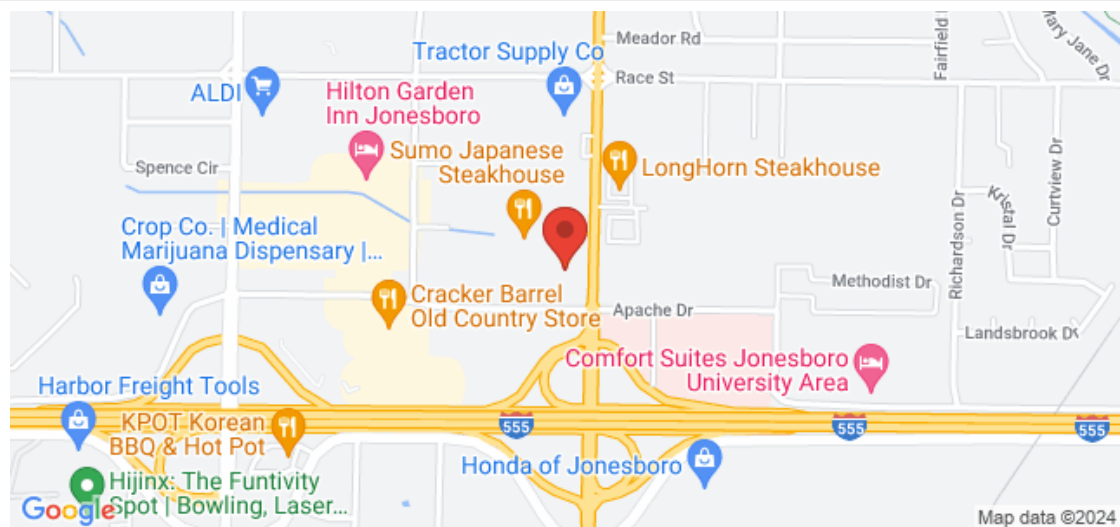 Meador Rd
Fairfield
Mary Jane Dr
Tractor Supply Co
Race St
ALDI
Hilton Garden
Inn Jonesboro
Spence Cir
Sumo Japanese
Steakhouse
LongHorn Steakhouse
Curtview Dr
Kristal Dr
Richardson Dr
Crop Co. | Medical
Marijuana Dispensary |...
Methodist Dr
Cracker Barrel
Old Country Store
Apache Dr
Landsbrook D
Comfort Suites Jonesboro
University Area
Harbor Freight Tools
KPOT Korean
BBQ & Hot Pot
555
555
555
Honda of Jonesboro
Hijinx: The Funtivity
Spot | Bowling, Laser...
Google
Map data ©2024